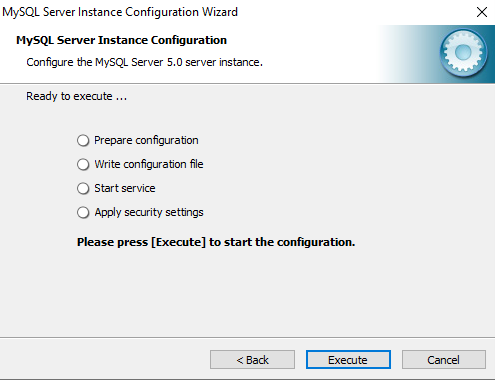 MySQL Server Instance Configuration Wizard
MySQL Server Instance Configuration
Configure the MySQL Server 5.0 server instance.
Ready to execute ...
Prepare configuration
Write configuration file
Start service
Apply security settings
Please press [Execute] to start the configuration.
< Back Execute Cancel